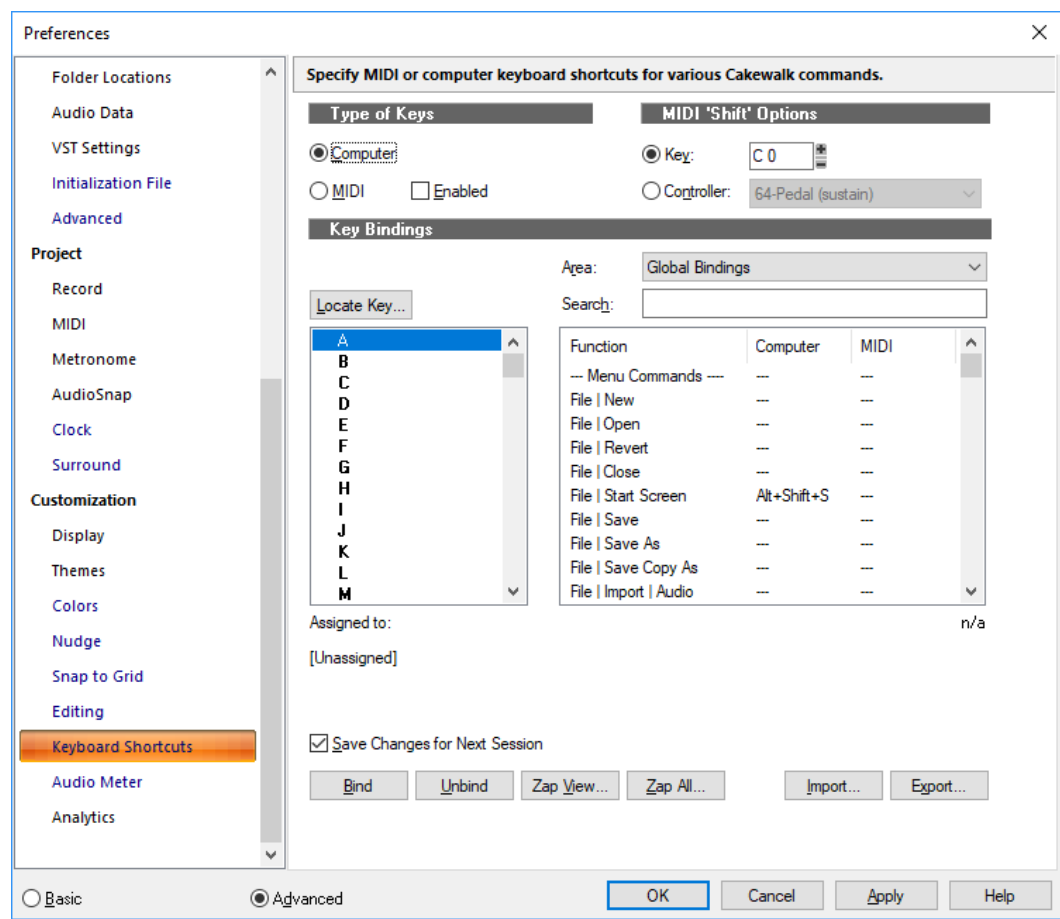 Preferences
Folder Locations
Audio Data
VST Settings
Initialization File
Advanced
Project
Record
MIDI
Metronome
AudioSnap
Clock
Surround
Customization
Display
Themes
Colors
Nudge
Snap to Grid
Editing
Keyboard Shortcuts
Audio Meter
Analytics
Basic
Advanced
Specify MIDI or computer keyboard shortcuts for various Cakewalk commands.
Type of Keys
Computer
MIDI Enabled
MIDI 'Shift' Options
Key: C 0
Controller: 64-Pedal (sustain)
Key Bindings
Area: Global Bindings
Locate Key...
Search:
A
B
C
D
E
F
G
H
I
J
K
L
M
Function Computer MIDI
--- Menu Commands ---- --- ---
File | New --- ---
File | Open --- ---
File | Revert --- ---
File | Close --- ---
File | Start Screen Alt+Shift+S ---
File | Save --- ---
File | Save As --- ---
File | Save Copy As --- ---
File | Import | Audio --- ---
Assigned to: n/a
[Unassigned]
Save Changes for Next Session
Bind Unbind Zap View... Zap All... Import... Export...
OK Cancel Apply Help